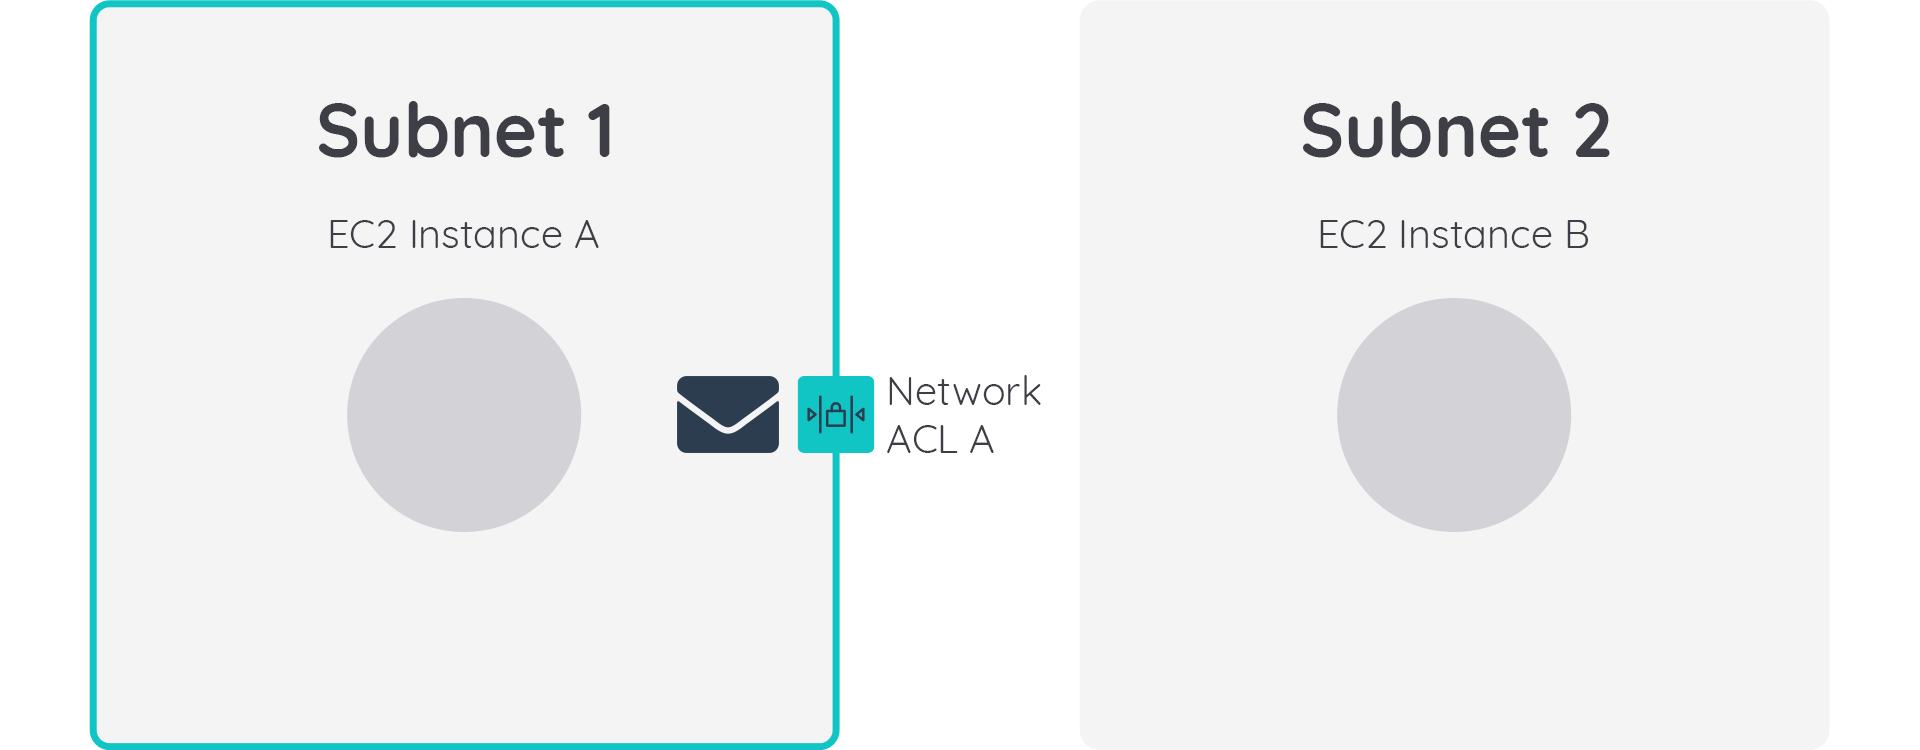 Subnet 1
EC2 Instance A
Network
ACL A
Subnet 2
EC2 Instance B